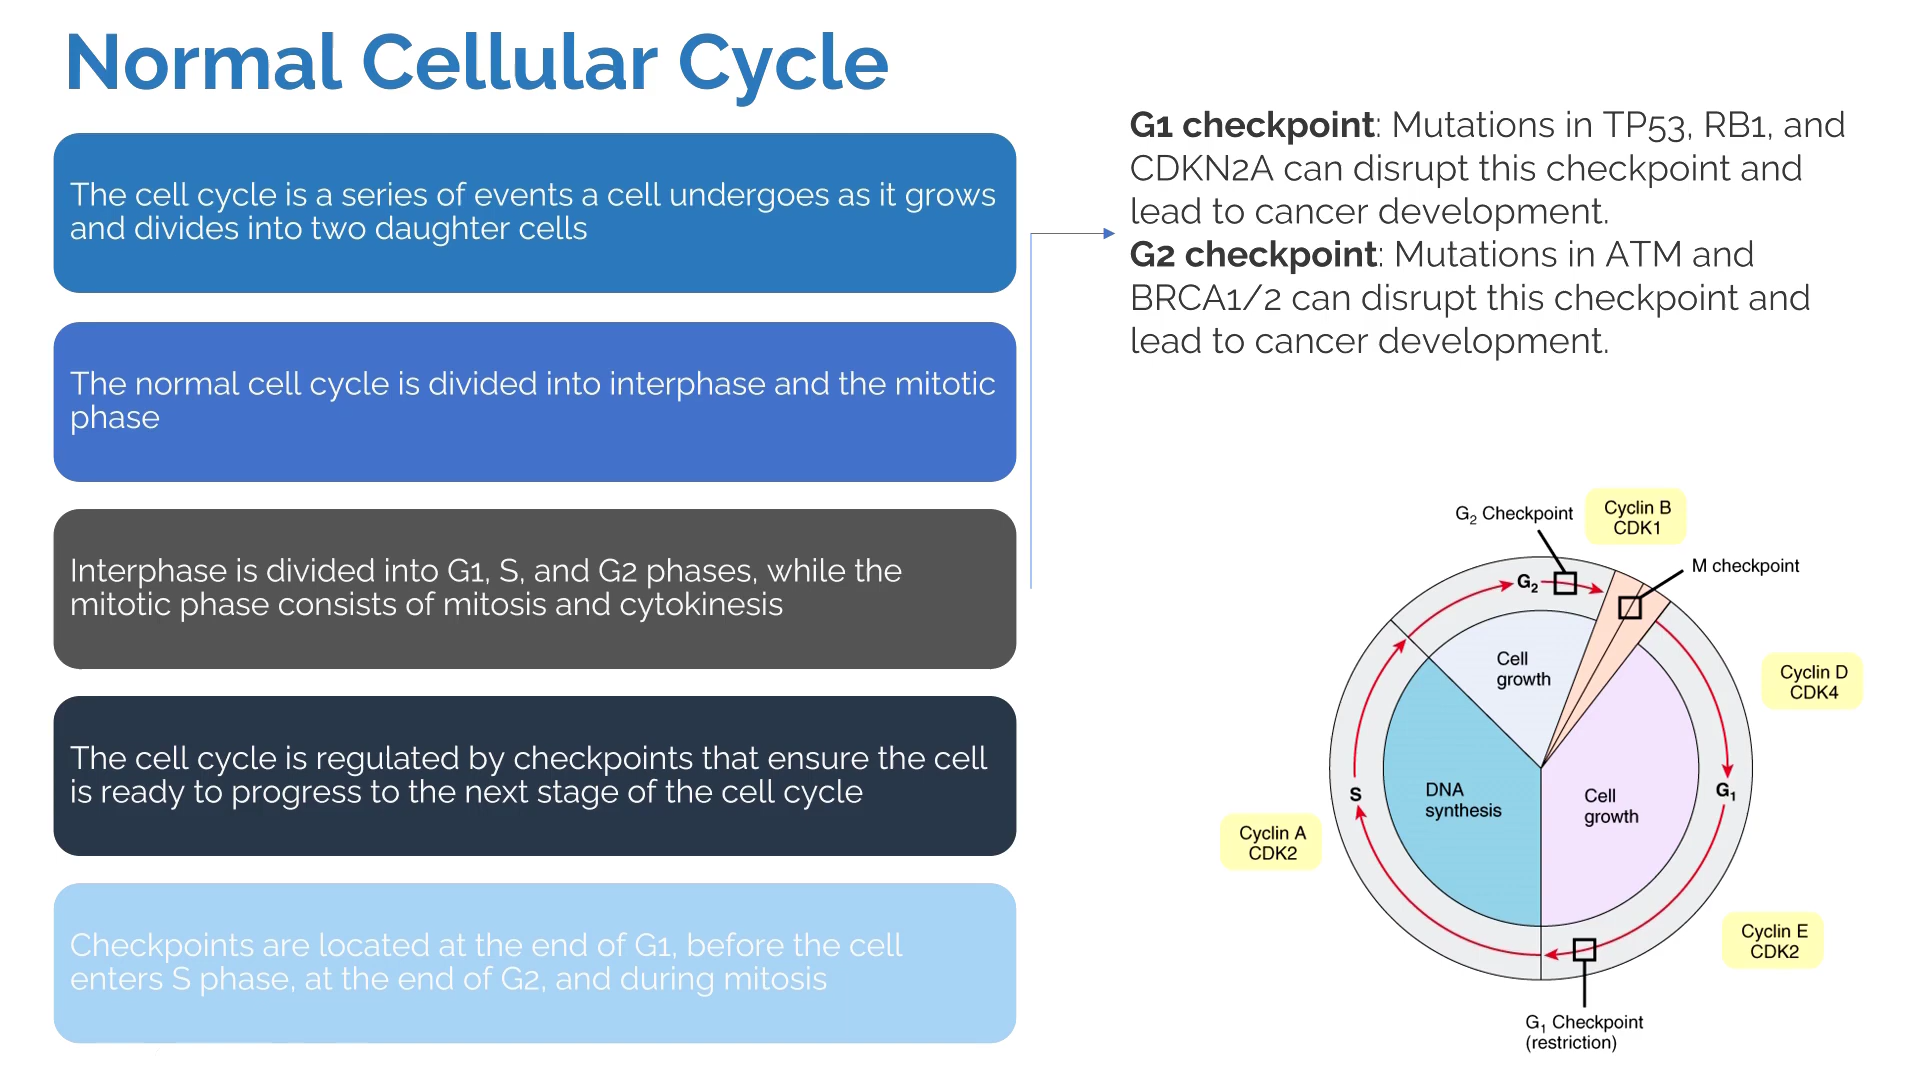 Normal Cellular Cycle
The cell cycle is a series of events a cell undergoes as it grows
and divides into two daughter cells
The normal cell cycle is divided into interphase and the mitotic
phase
Interphase is divided into G1, S, and G2 phases, while the
mitotic phase consists of mitosis and cytokinesis
The cell cycle is regulated by checkpoints that ensure the cell
is ready to progress to the next stage of the cell cycle
Checkpoints are located at the end of G1, before the cell
enters S phase, at the end of G2, and during mitosis
G1 checkpoint: Mutations in TP53, RB1, and
CDKN2A can disrupt this checkpoint and
lead to cancer development.
G2 checkpoint: Mutations in ATM and
BRCA1/2 can disrupt this checkpoint and
lead to cancer development.
G₂ Checkpoint
Cyclin B
CDK1
M checkpoint
G₂
Cell
growth
Cyclin D
CDK4
DNA
synthesis
S
Cell
growth
G₁
Cyclin A
CDK2
Cyclin E
CDK2
G₁ Checkpoint
(restriction)